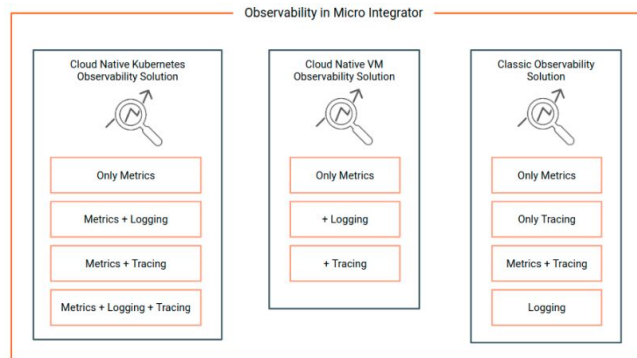 Observability in Micro Integrator
Cloud Native Kubernetes
Observability Solution
Only Metrics
Metrics + Logging
Metrics + Tracing
Metrics + Logging + Tracing
Cloud Native VM
Observability Solution
Only Metrics
+ Logging
+ Tracing
Classic Observability
Solution
Only Metrics
Only Tracing
Metrics + Tracing
Logging